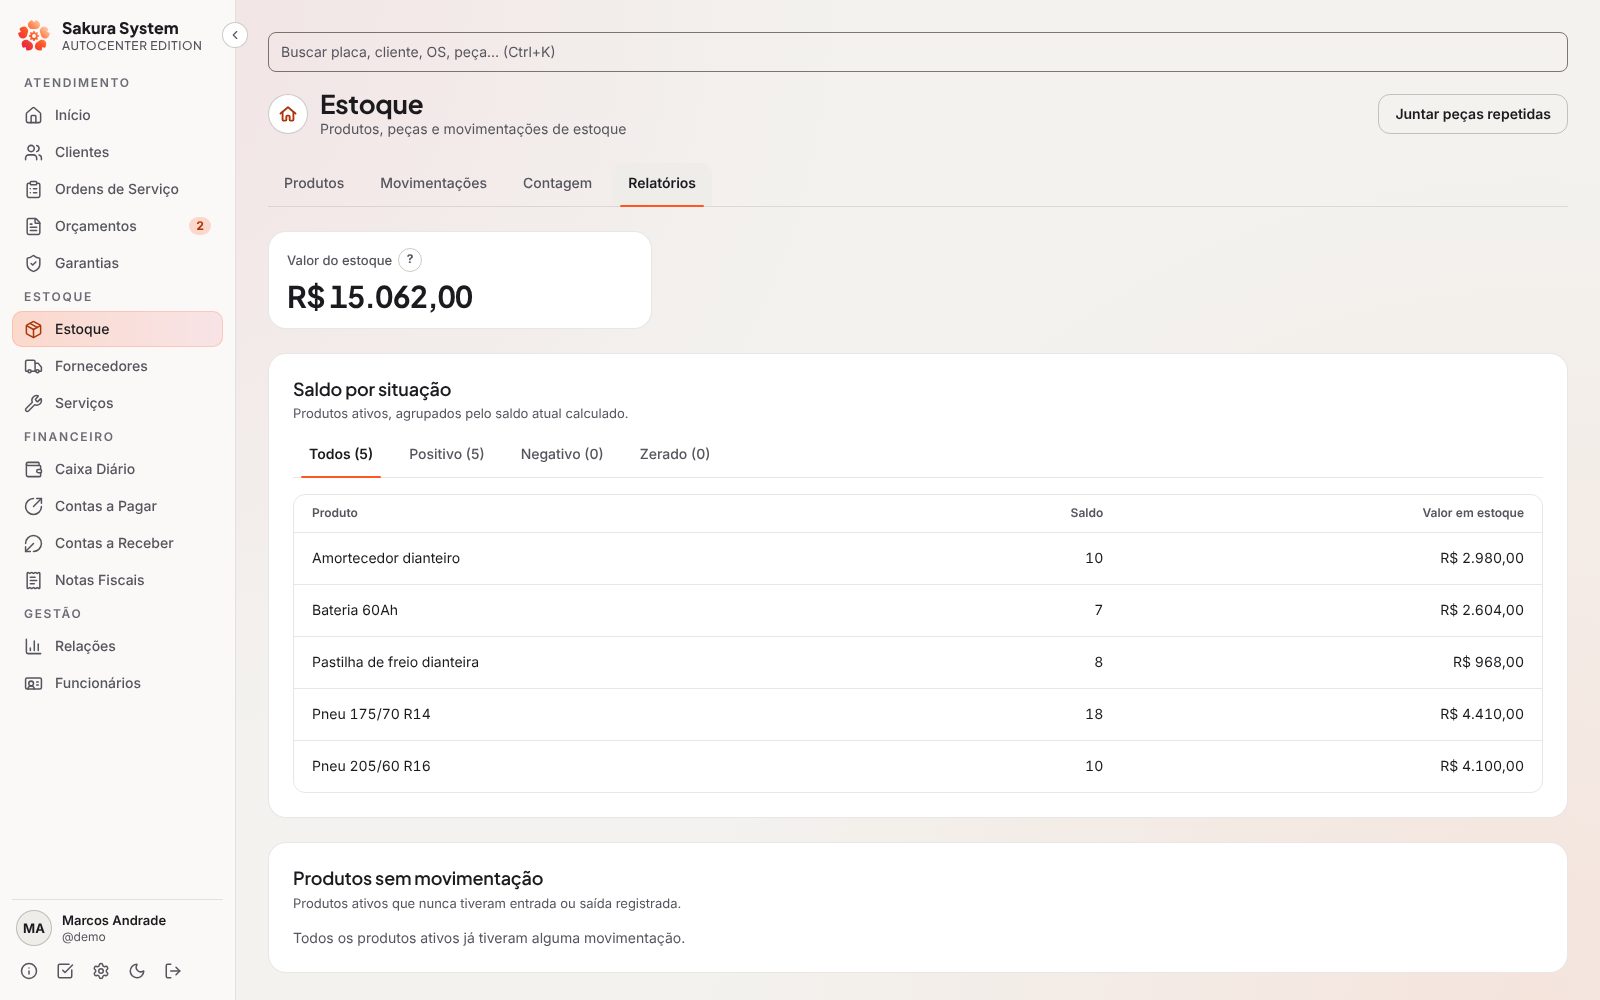 Sakura System
AUTOCENTER EDITION
ATENDIMENTO
Início
Clientes
Ordens de Serviço
Orçamentos 2
Garantias
ESTOQUE
Estoque
Fornecedores
Serviços
FINANCEIRO
Caixa Diário
Contas a Pagar
Contas a Receber
Notas Fiscais
GESTÃO
Relações
Funcionários
MA
Marcos Andrade
@demo
Buscar placa, cliente, OS, peça... (Ctrl+K)
Estoque
Produtos, peças e movimentações de estoque
Juntar peças repetidas
Produtos Movimentações Contagem Relatórios
Valor do estoque ?
R$ 15.062,00
Saldo por situação
Produtos ativos, agrupados pelo saldo atual calculado.
Todos (5) Positivo (5) Negativo (0) Zerado (0)
Produto Saldo Valor em estoque
Amortecedor dianteiro 10 R$ 2.980,00
Bateria 60Ah 7 R$ 2.604,00
Pastilha de freio dianteira 8 R$ 968,00
Pneu 175/70 R14 18 R$ 4.410,00
Pneu 205/60 R16 10 R$ 4.100,00
Produtos sem movimentação
Produtos ativos que nunca tiveram entrada ou saída registrada.
Todos os produtos ativos já tiveram alguma movimentação.